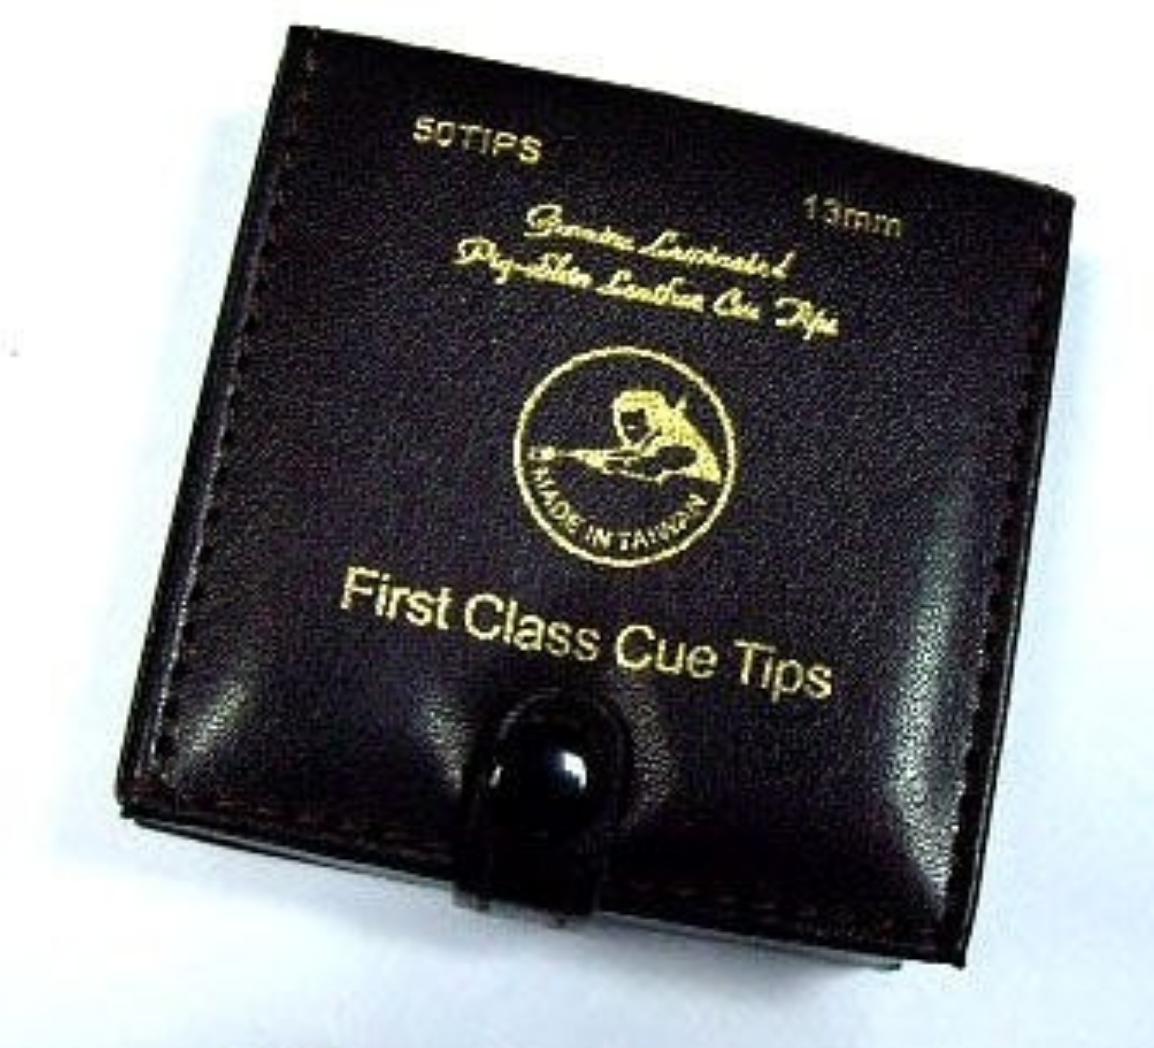 50TIPS
13mm
Genuine Laminated
Pig-skin Leather Cue Tips
MADE IN TAIWAN
First Class Cue Tips